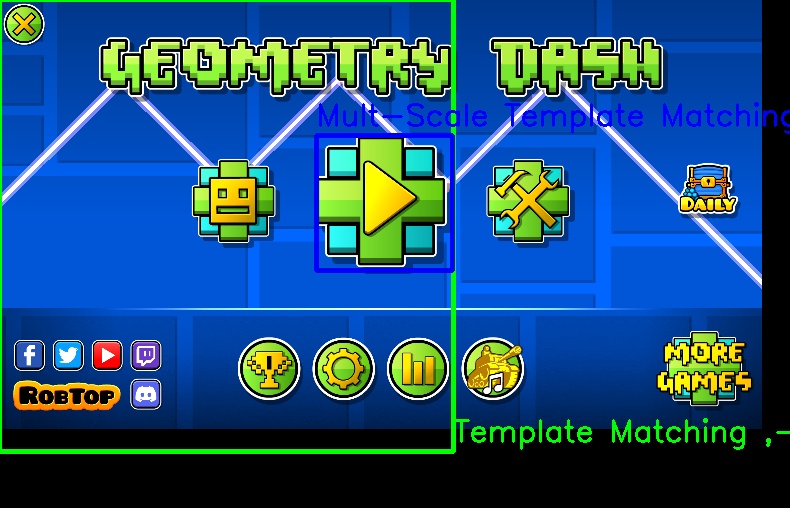 GEOMETRY DASH
Mult-Scale Template Matching
DAILY
MORE
GAMES
ROBTOP
Template Matching ,-